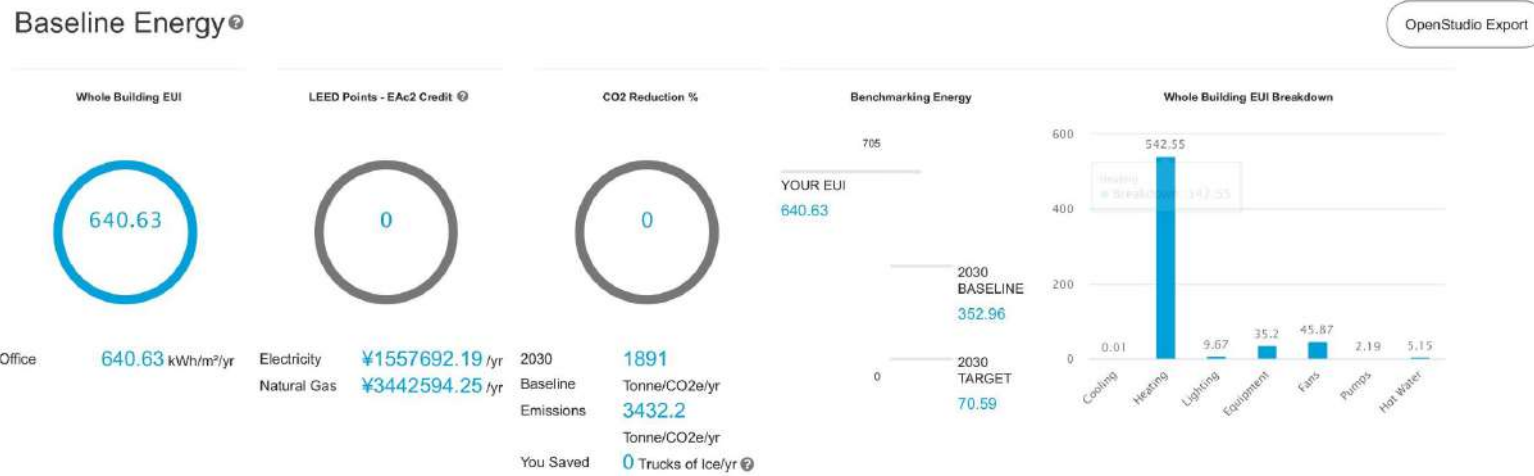 Baseline Energy
OpenStudio Export
Whole Building EUI
640.63
Office 640.63 kWh/m²/yr
LEED Points - EAc2 Credit
0
Electricity ¥1557692.19 /yr
Natural Gas ¥3442594.25 /yr
CO2 Reduction %
0
2030 1891
Baseline Tonne/CO2e/yr
Emissions 3432.2
Tonne/CO2e/yr
You Saved 0 Trucks of Ice/yr
Benchmarking Energy
705
YOUR EUI
640.63
2030
BASELINE
352.96
0
2030
TARGET
70.59
Whole Building EUI Breakdown
600
400
200
0
0.01
542.55
9.67
35.2
45.87
2.19
5.15
Heating
Cooling
Heating
Lighting
Equipment
Fans
Pumps
Hot Water